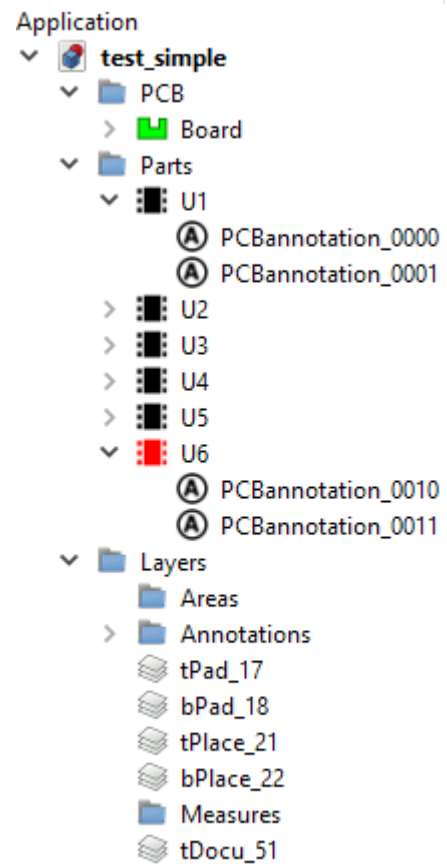 Application
test_simple
PCB
Board
Parts
U1
PCBannotation_0000
PCBannotation_0001
U2
U3
U4
U5
U6
PCBannotation_0010
PCBannotation_0011
Layers
Areas
Annotations
tPad_17
bPad_18
tPlace_21
bPlace_22
Measures
tDocu_51